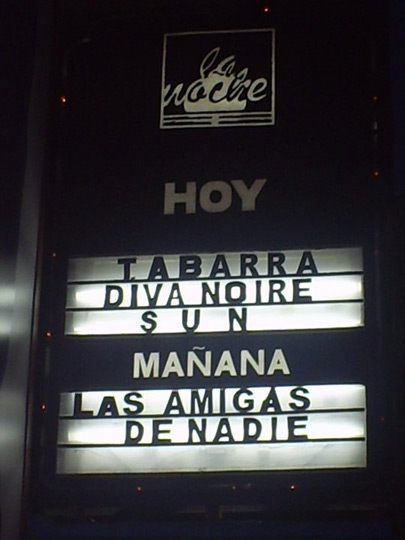 La
noche
HOY
TABARRA
DIVA NOIRE
SUN
MAÑANA
LAS AMIGAS
DE NADIE